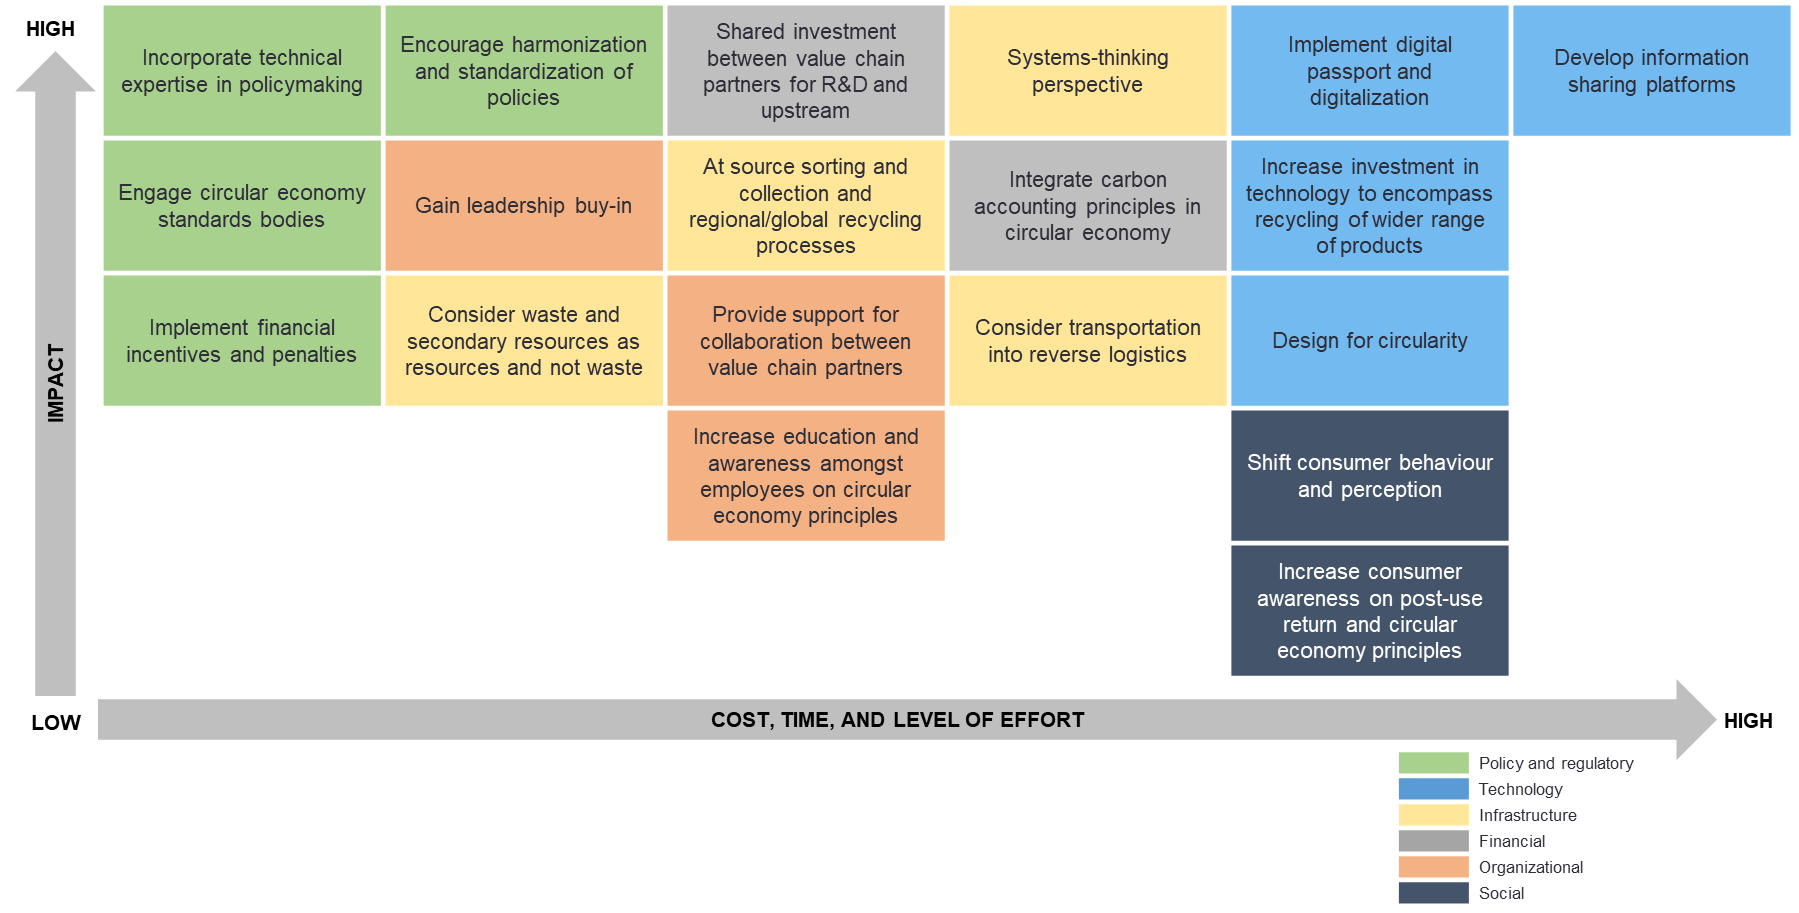 HIGH
Incorporate technical
expertise in policymaking
Encourage harmonization
and standardization of
policies
Shared investment
between value chain
partners for R&D and
upstream
Systems-thinking
perspective
Implement digital
passport and
digitalization
Develop information
sharing platforms
Engage circular economy
standards bodies
Gain leadership buy-in
At source sorting and
collection and
regional/global recycling
processes
Integrate carbon
accounting principles in
circular economy
Increase investment in
technology to encompass
recycling of wider range
of products
Implement financial
incentives and penalties
Consider waste and
secondary resources as
resources and not waste
Provide support for
collaboration between
value chain partners
Consider transportation
into reverse logistics
Design for circularity
IMPACT
Increase education and
awareness amongst
employees on circular
economy principles
Shift consumer behaviour
and perception
Increase consumer
awareness on post-use
return and circular
economy principles
LOW
COST, TIME, AND LEVEL OF EFFORT
HIGH
Policy and regulatory
Technology
Infrastructure
Financial
Organizational
Social